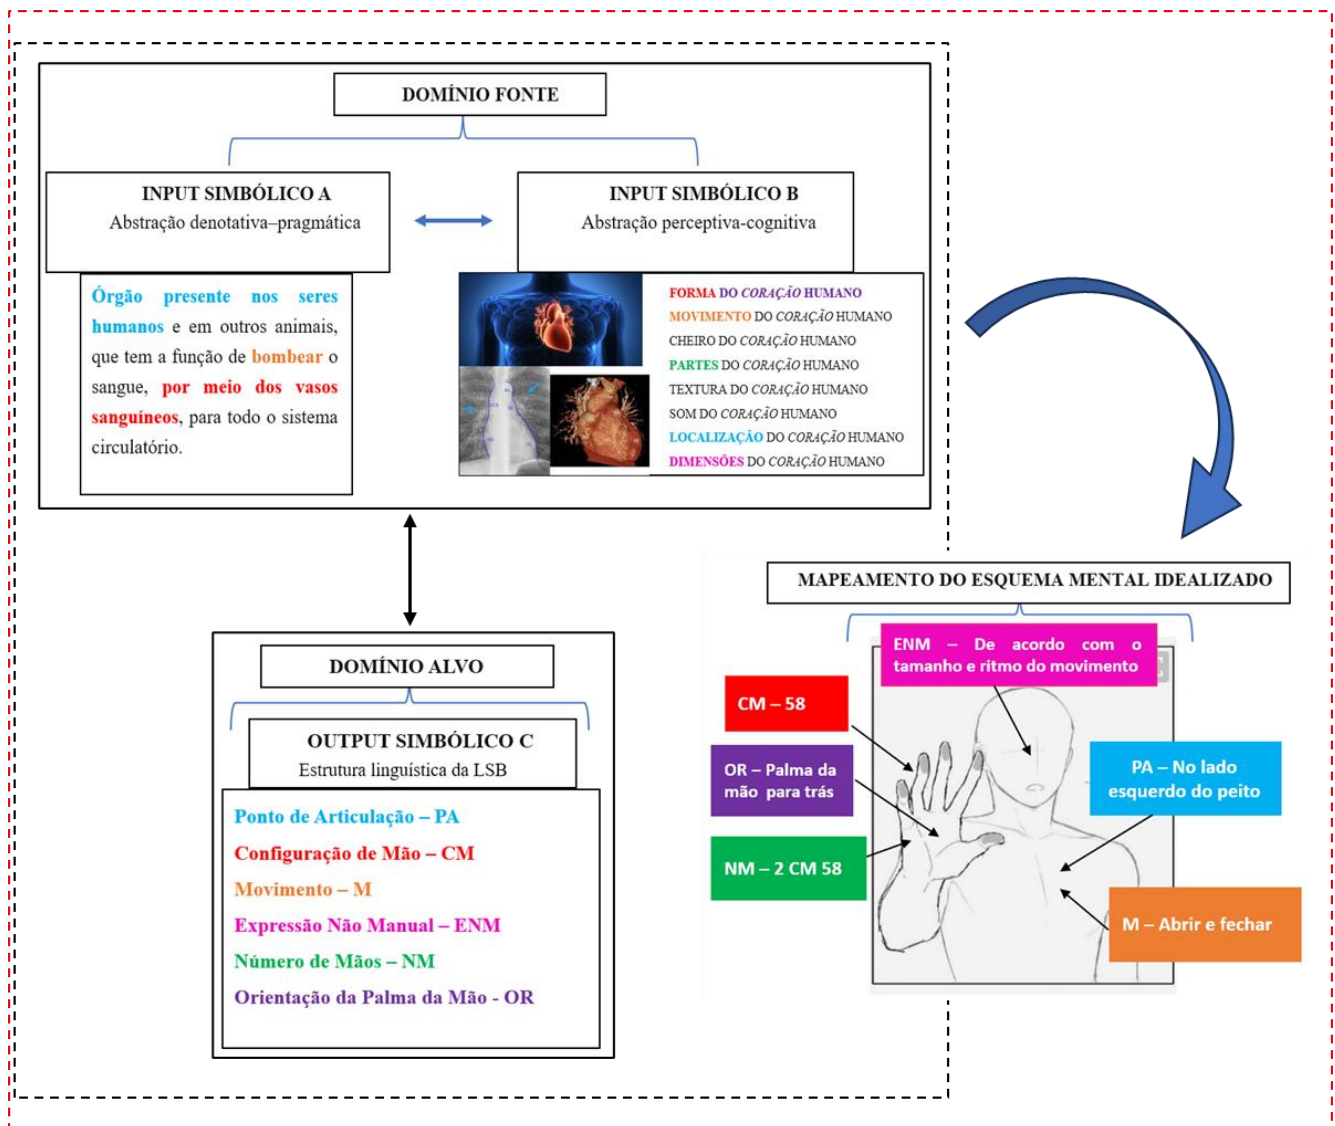 DOMÍNIO FONTE
INPUT SIMBÓLICO A
Abstração denotativa–pragmática
Órgão presente nos seres
humanos e em outros animais,
que tem a função de bombear o
sangue, por meio dos vasos
sanguíneos, para todo o sistema
circulatório.
INPUT SIMBÓLICO B
Abstração perceptiva-cognitiva
FORMA DO CORAÇÃO HUMANO
MOVIMENTO DO CORAÇÃO HUMANO
CHEIRO DO CORAÇÃO HUMANO
PARTES DO CORAÇÃO HUMANO
TEXTURA DO CORAÇÃO HUMANO
SOM DO CORAÇÃO HUMANO
LOCALIZAÇÃO DO CORAÇÃO HUMANO
DIMENSÕES DO CORAÇÃO HUMANO
DOMÍNIO ALVO
OUTPUT SIMBÓLICO C
Estrutura linguística da LSB
Ponto de Articulação – PA
Configuração de Mão – CM
Movimento – M
Expressão Não Manual – ENM
Número de Mãos – NM
Orientação da Palma da Mão - OR
MAPEAMENTO DO ESQUEMA MENTAL IDEALIZADO
ENM – De acordo com o
tamanho e ritmo do movimento
CM – 58
OR – Palma da
mão para trás
NM – 2 CM 58
PA – No lado
esquerdo do peito
M – Abrir e fechar